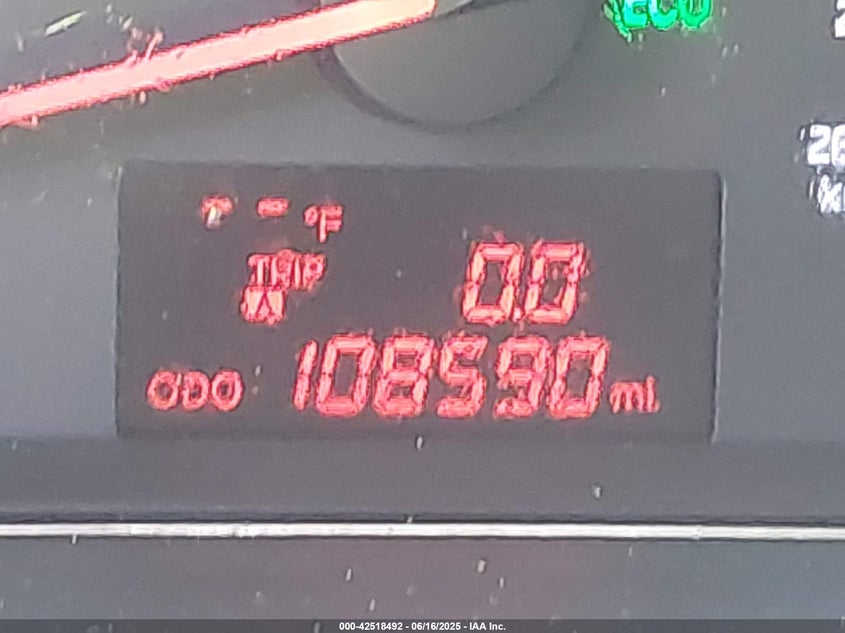 ECO
- - °F
TRIP
A 0.0
ODO 108590 mi
000-42518492 - 06/16/2025 - IAA Inc.